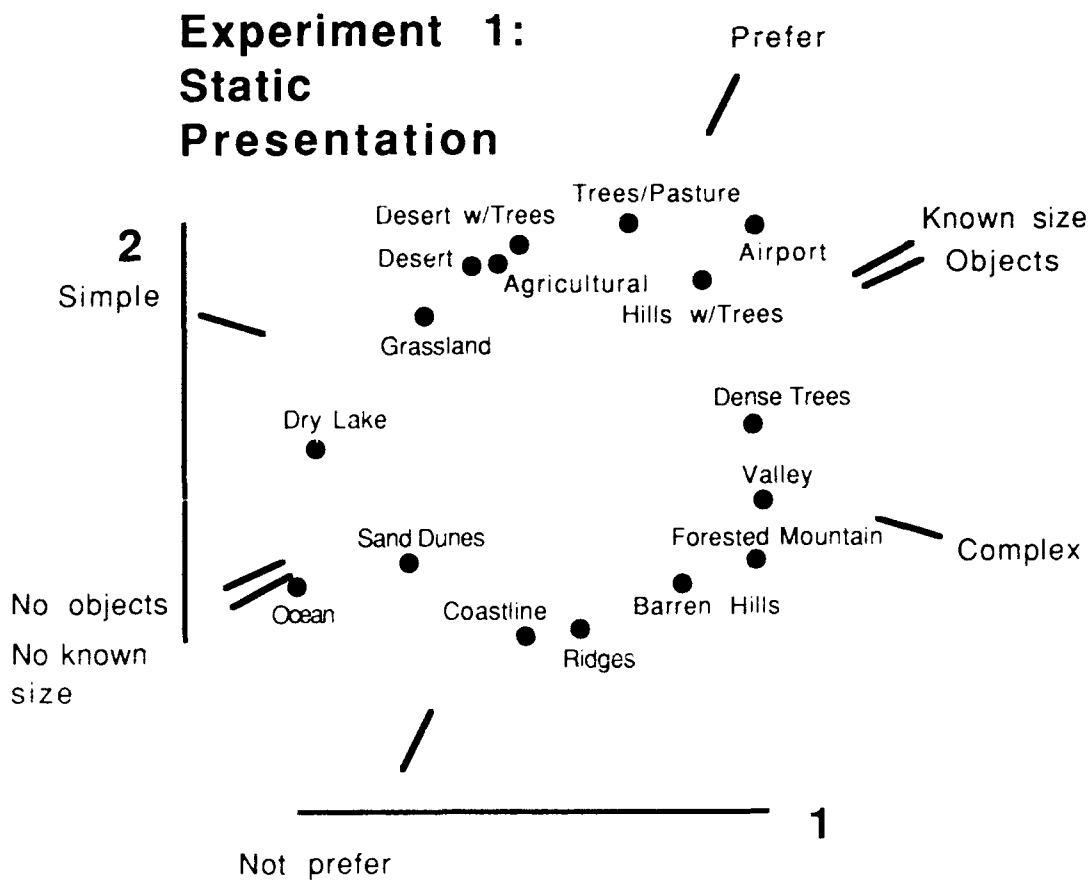 Experiment 1:
Static
Presentation
Prefer
Trees/Pasture
Desert w/Trees
Known size
2
Desert
Airport
Objects
Simple
Agricultural
Hills w/Trees
Grassland
Dense Trees
Dry Lake
Valley
Sand Dunes
Forested Mountain
Complex
No objects
Ocean
Coastline
Barren Hills
No known
Ridges
size
1
Not prefer